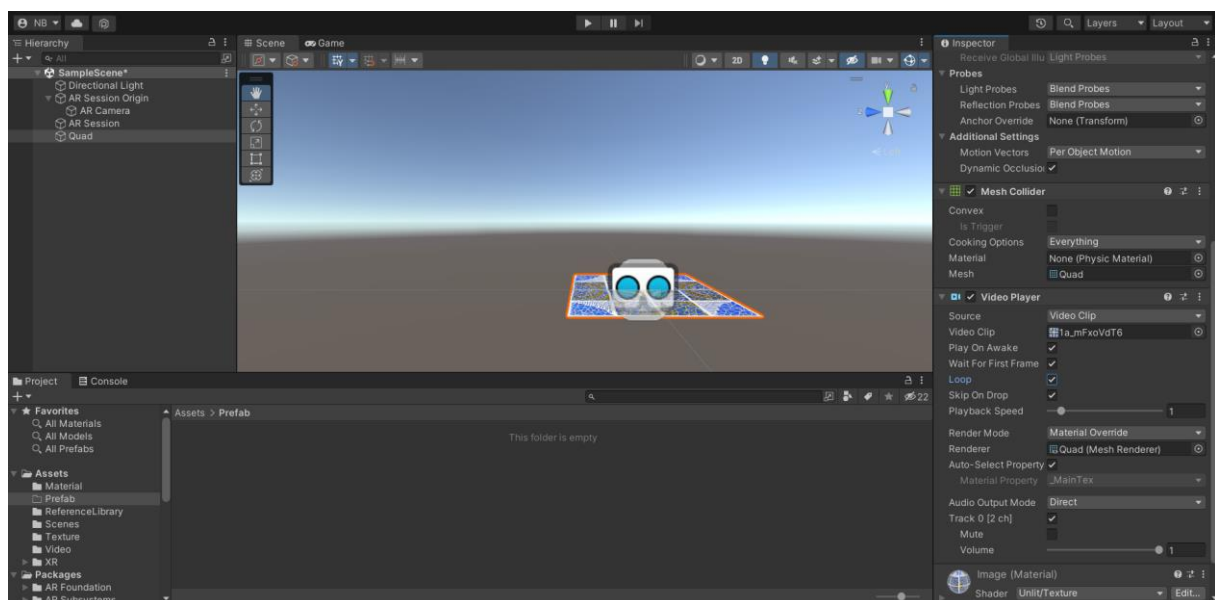 NB
Layers
Layout
Hierarchy
All
SampleScene*
Directional Light
AR Session Origin
AR Camera
AR Session
Quad
Scene
Game
2D
Inspector
Receive Global Illu Light Probes
Probes
Light Probes Blend Probes
Reflection Probes Blend Probes
Anchor Override None (Transform)
Additional Settings
Motion Vectors Per Object Motion
Dynamic Occlusion
Mesh Collider
Convex
Is Trigger
Cooking Options Everything
Material None (Physic Material)
Mesh Quad
Video Player
Source Video Clip
Video Clip 1a_mFxoVdT6
Play On Awake
Wait For First Frame
Loop
Skip On Drop
Playback Speed 1
Render Mode Material Override
Renderer Quad (Mesh Renderer)
Auto-Select Property
Material Property _MainTex
Audio Output Mode Direct
Track 0 [2 ch]
Mute
Volume 1
Image (Material)
Shader Unlit/Texture Edit...
Project
Console
22
Favorites
All Materials
All Models
All Prefabs
Assets
Material
Prefab
ReferenceLibrary
Scenes
Texture
Video
XR
Packages
AR Foundation
AR Subsystems
Assets > Prefab
This folder is empty